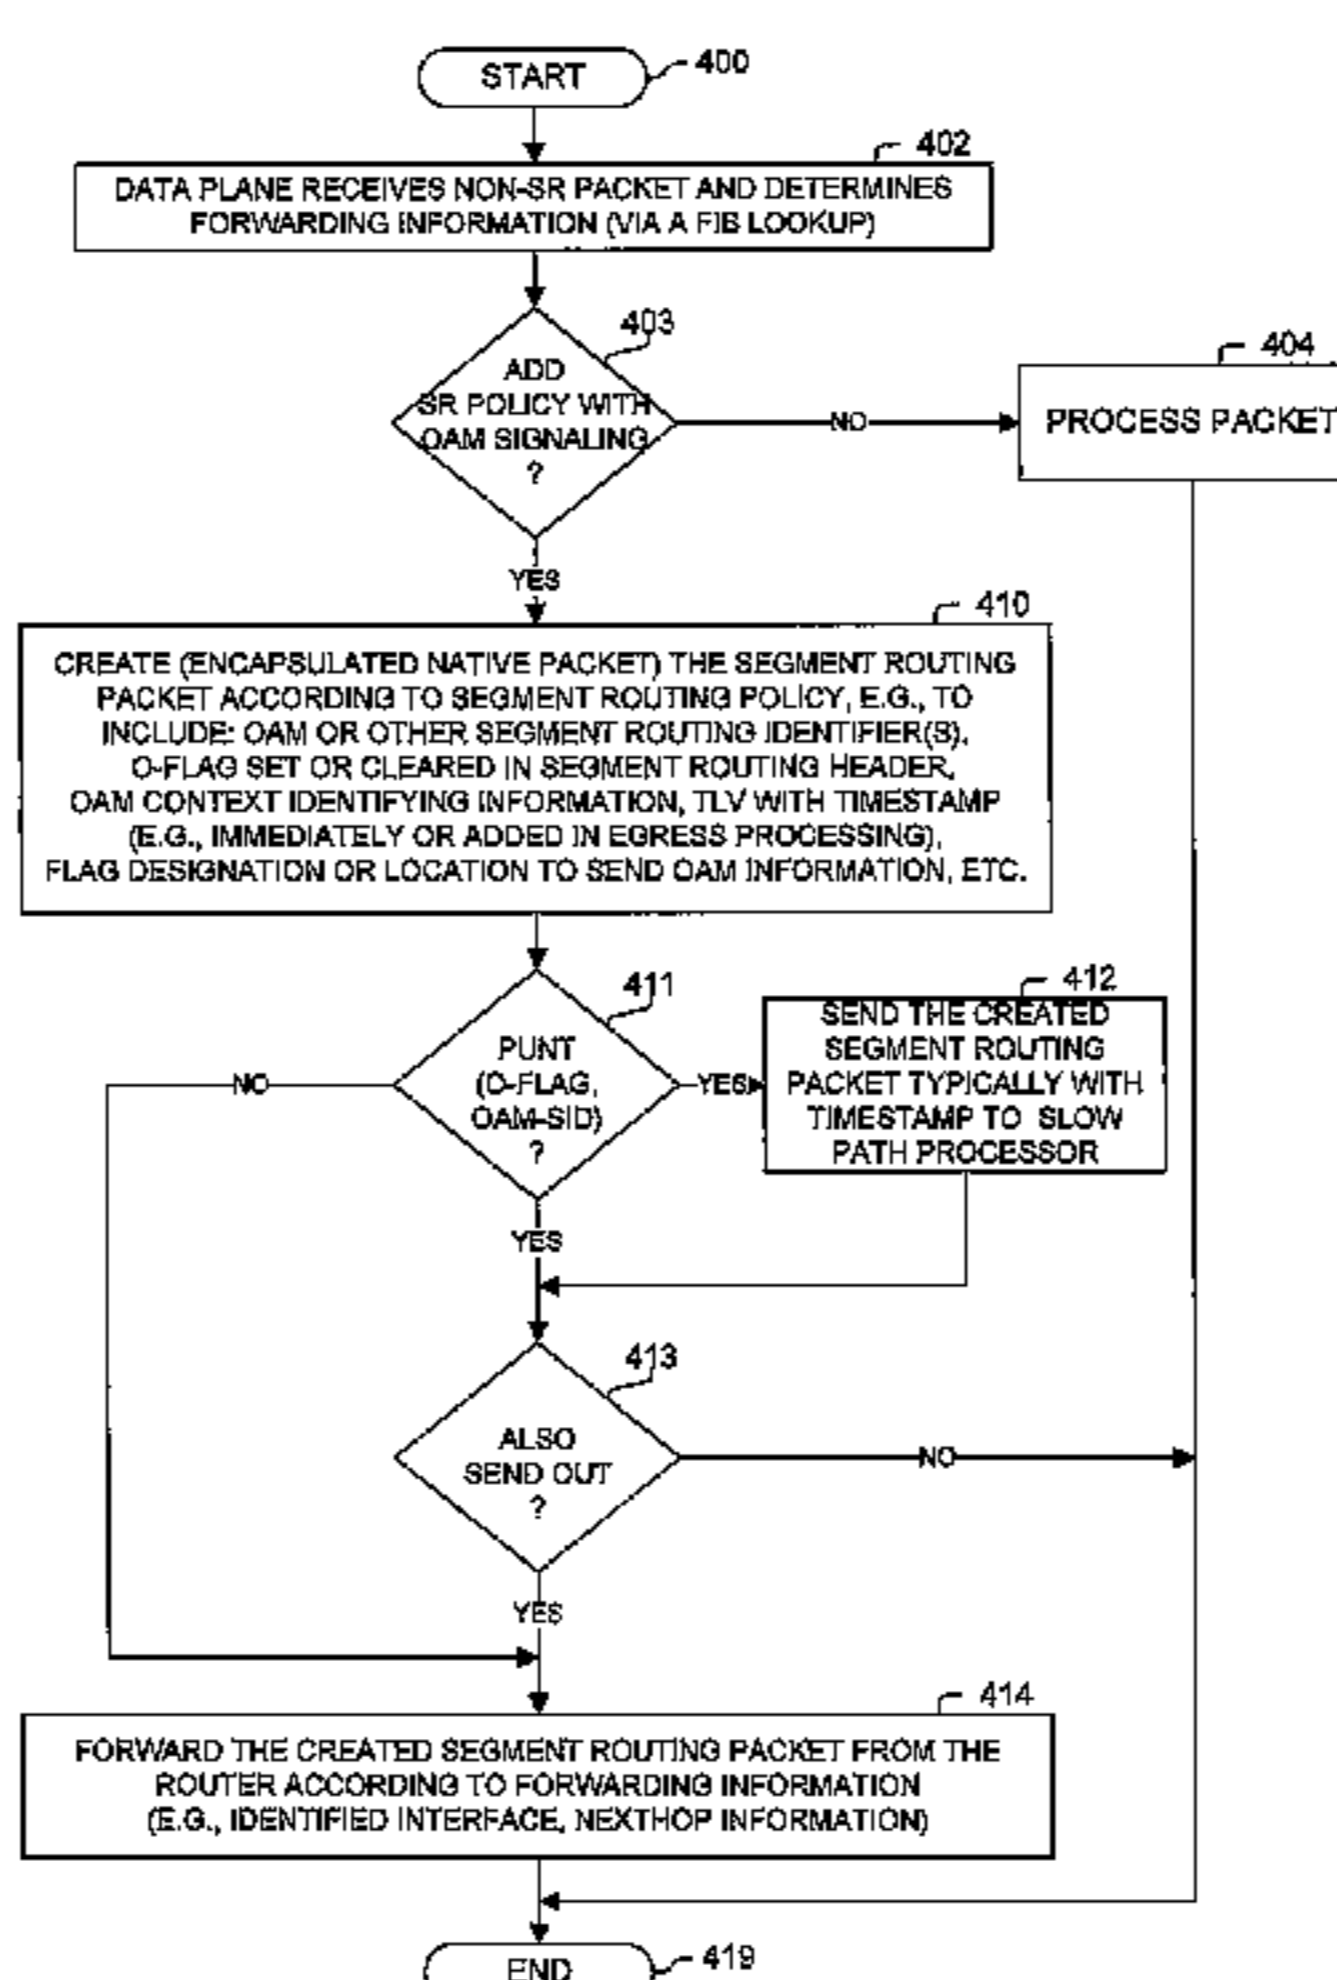 START
400
402
DATA PLANE RECEIVES NON-SR PACKET AND DETERMINES
FORWARDING INFORMATION (VIA A FIB LOOKUP)
403
ADD
SR POLICY WITH
OAM SIGNALING
?
NO
404
PROCESS PACKET
YES
410
CREATE (ENCAPSULATED NATIVE PACKET) THE SEGMENT ROUTING
PACKET ACCORDING TO SEGMENT ROUTING POLICY, E.G., TO
INCLUDE: OAM OR OTHER SEGMENT ROUTING IDENTIFIER(S),
O-FLAG SET OR CLEARED IN SEGMENT ROUTING HEADER,
OAM CONTEXT IDENTIFYING INFORMATION, TLV WITH TIMESTAMP
(E.G., IMMEDIATELY OR ADDED IN EGRESS PROCESSING),
FLAG DESIGNATION OR LOCATION TO SEND OAM INFORMATION, ETC.
411
PUNT
(O-FLAG,
OAM-SID)
?
NO
YES
412
SEND THE CREATED
SEGMENT ROUTING
PACKET TYPICALLY WITH
TIMESTAMP TO SLOW
PATH PROCESSOR
YES
413
ALSO
SEND OUT
?
NO
YES
414
FORWARD THE CREATED SEGMENT ROUTING PACKET FROM THE
ROUTER ACCORDING TO FORWARDING INFORMATION
(E.G., IDENTIFIED INTERFACE, NEXTHOP INFORMATION)
END
419